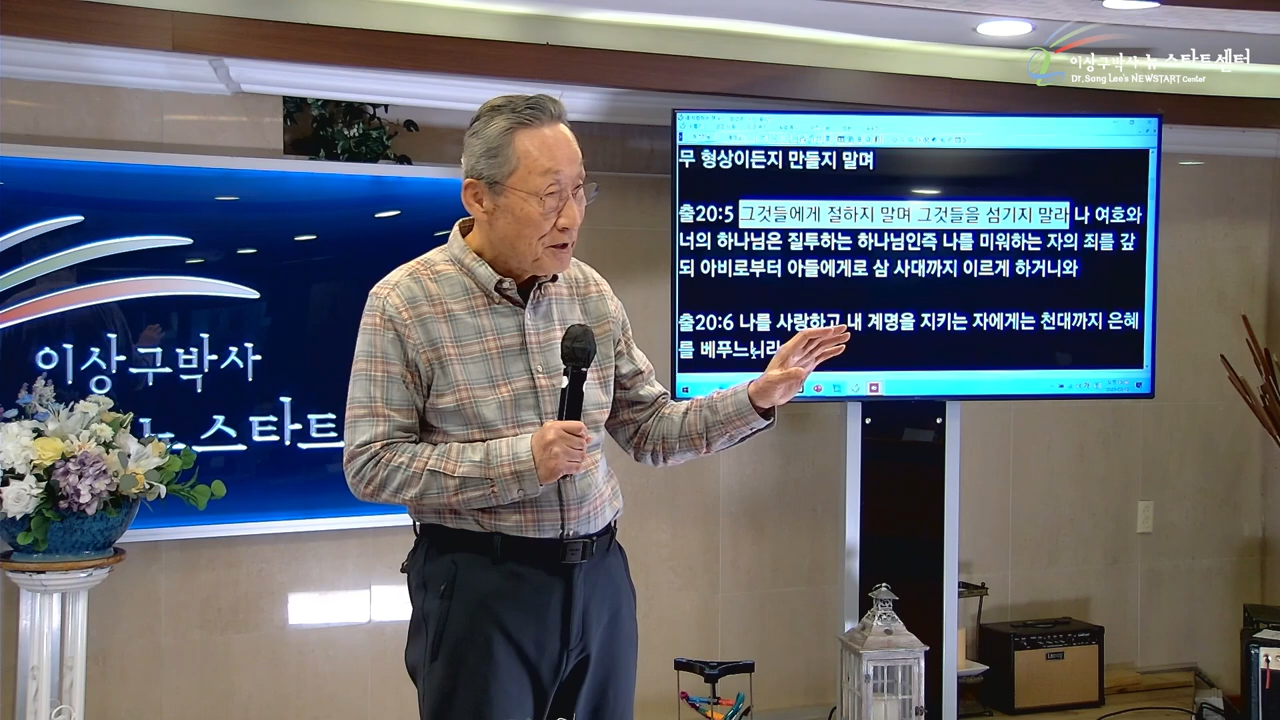 이상구박사 뉴 스타트 센터
Dr. Sang Lee's NEWSTART Center
무 형상이든지 만들지 말며
출20:5 그것들에게 절하지 말며 그것들을 섬기지 말라 나 여호와
너의 하나님은 질투하는 하나님인즉 나를 미워하는 자의 죄를 갚
되 아비로부터 아들에게로 삼 사대까지 이르게 하거니와
출20:6 나를 사랑하고 내 계명을 지키는 자에게는 천대까지 은혜
를 베푸느니라
이상구박사
뉴 스타트